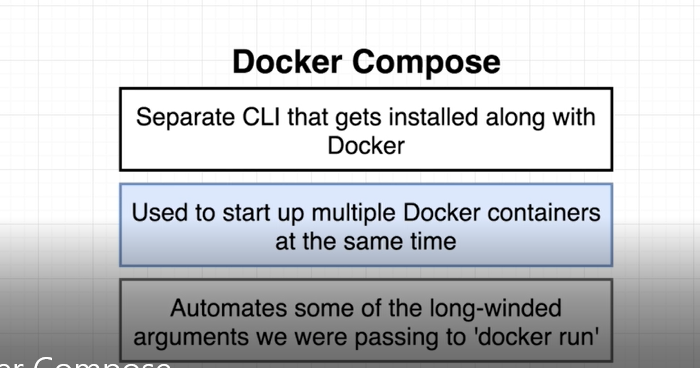 Docker Compose
Separate CLI that gets installed along with
Docker
Used to start up multiple Docker containers
at the same time
Automates some of the long-winded
arguments we were passing to 'docker run'
er Compose